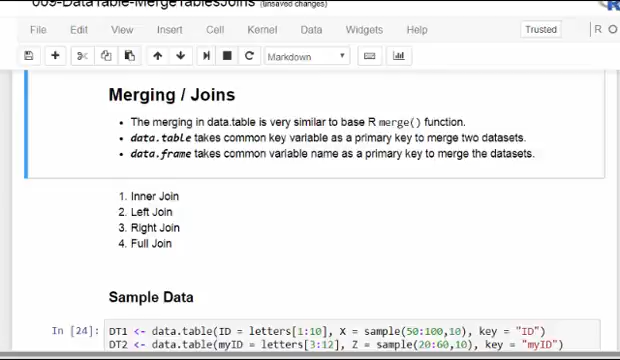 009-DataTable-MergeTablesJoins (unsaved changes)
File Edit View Insert Cell Kernel Data Widgets Help Trusted R O
Markdown
Merging / Joins
• The merging in data.table is very similar to base R merge() function.
• data.table takes common key variable as a primary key to merge two datasets.
• data.frame takes common variable name as a primary key to merge the datasets.
1. Inner Join
2. Left Join
3. Right Join
4. Full Join
Sample Data
In [24]: DT1 <- data.table(ID = letters[1:10], X = sample(50:100,10), key = "ID")
DT2 <- data.table(myID = letters[3:12], Z = sample(20:60,10), key = "myID")